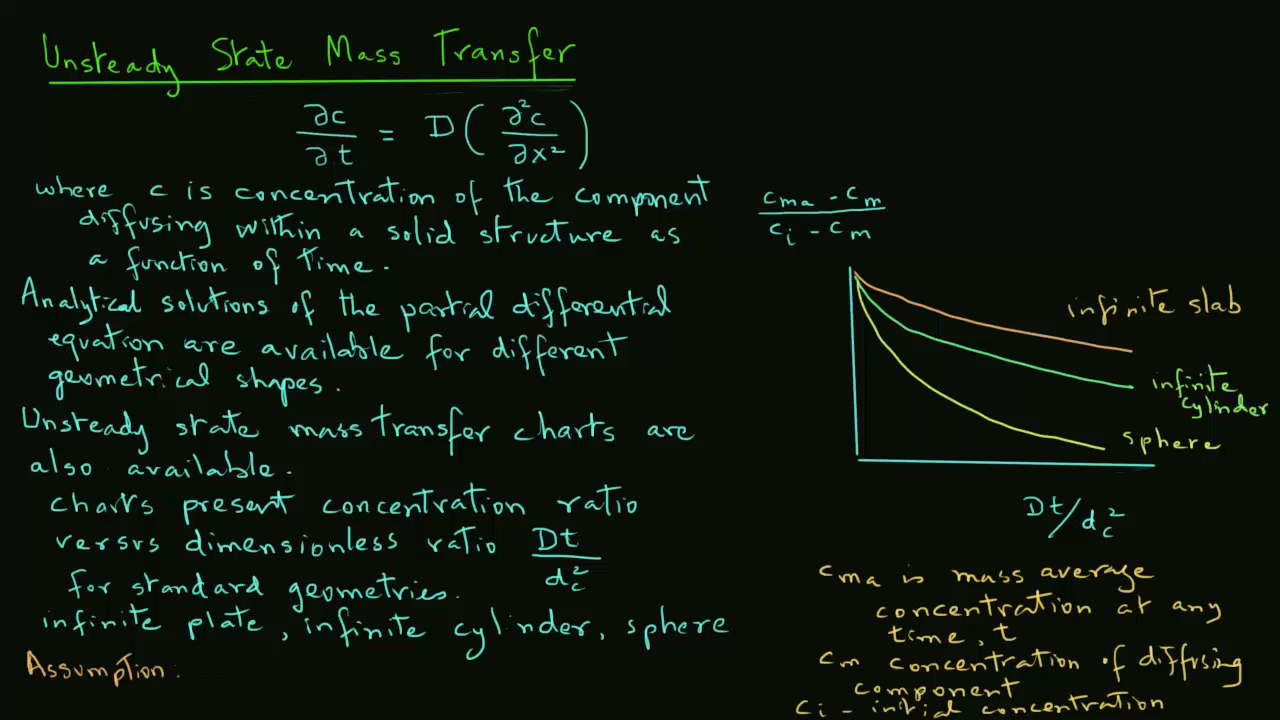 Unsteady State Mass Transfer
∂c/∂t = D(∂²c/∂x²)
where c is concentration of the component
diffusing within a solid structure as
a function of time.
Analytical solutions of the partial differential
equation are available for different
geometrical shapes.
Unsteady state mass transfer charts are
also available.
charts present concentration ratio
versus dimensionless ratio Dt/d_c²
for standard geometries.
infinite plate, infinite cylinder, sphere
Assumption:
(c_ma - c_m)/(c_i - c_m)
infinite slab
infinite
cylinder
sphere
Dt/d_c²
c_ma is mass average
concentration at any
time, t
c_m concentration of diffusing
component
c_i - initial concentration